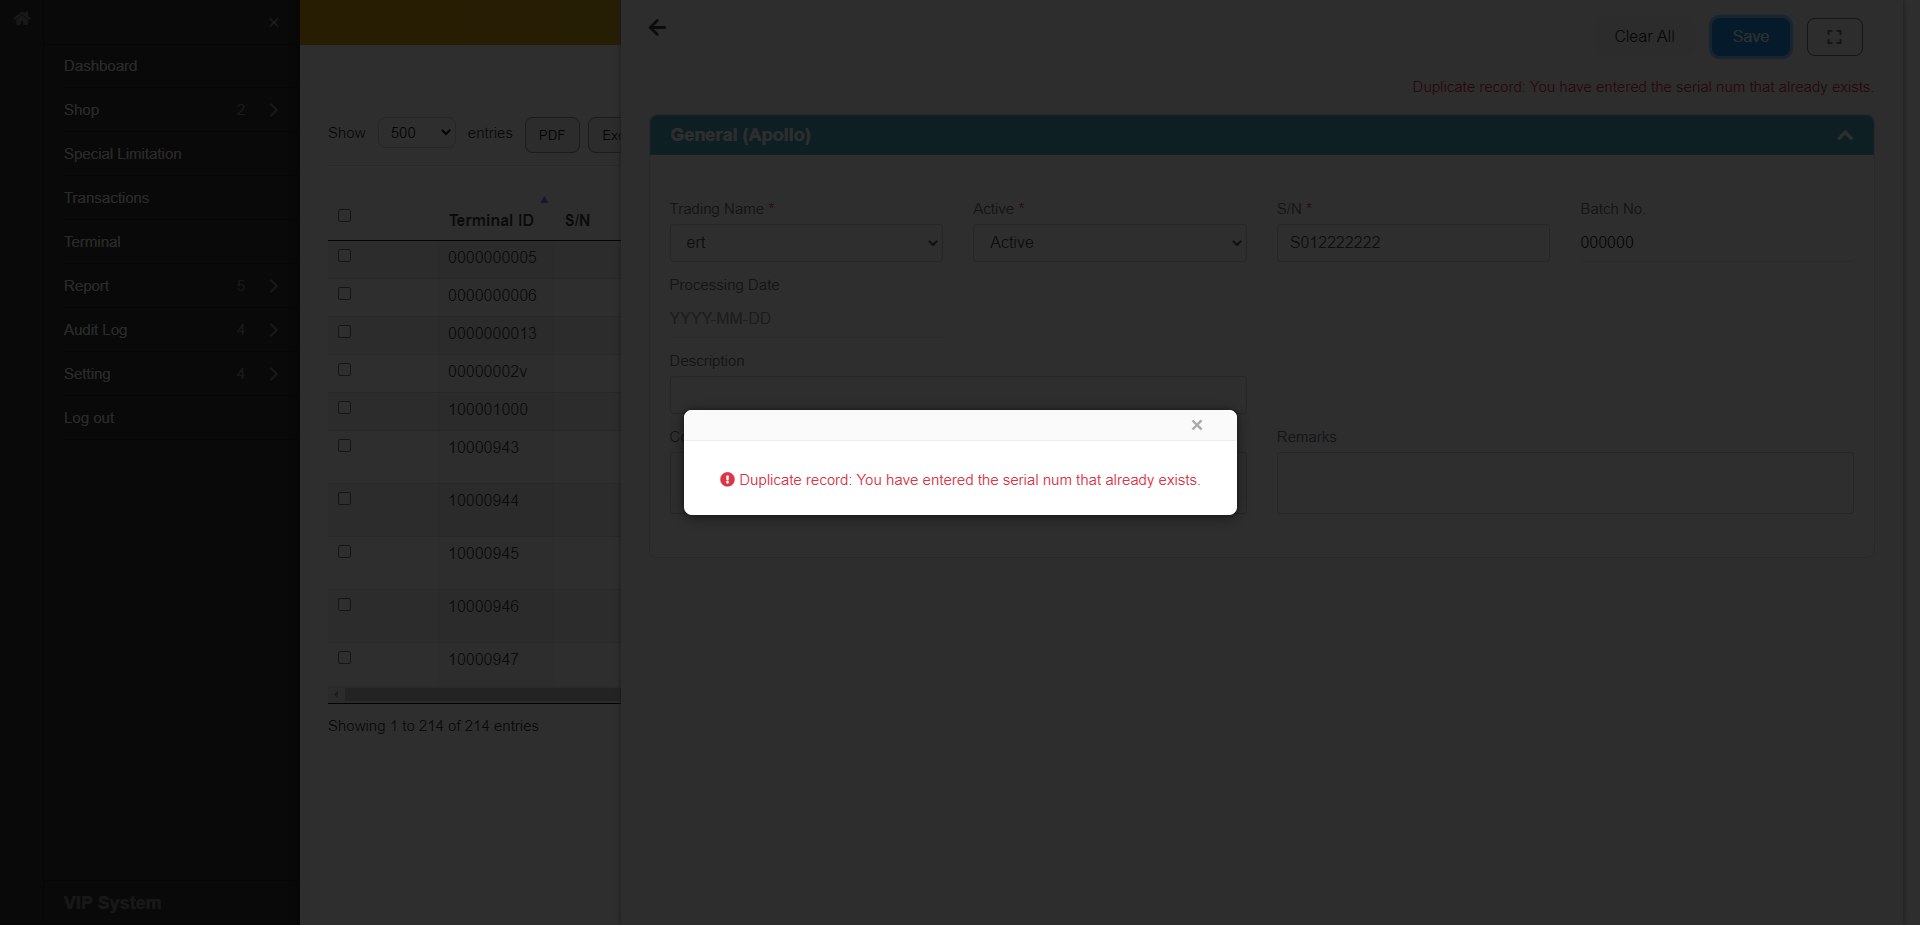 Dashboard
Shop 2
Special Limitation
Transactions
Terminal
Report 5
Audit Log 4
Setting 4
Log out
VIP System
Show 500 entries PDF
Terminal ID S/N
0000000005
0000000006
0000000013
00000002v
100001000
10000943
10000944
10000945
10000946
10000947
Showing 1 to 214 of 214 entries
Clear All Save
Duplicate record: You have entered the serial num that already exists.
General (Apollo)
Trading Name * Active * S/N * Batch No.
ert Active S012222222 000000
Processing Date
YYYY-MM-DD
Description
Remarks
×
Duplicate record: You have entered the serial num that already exists.